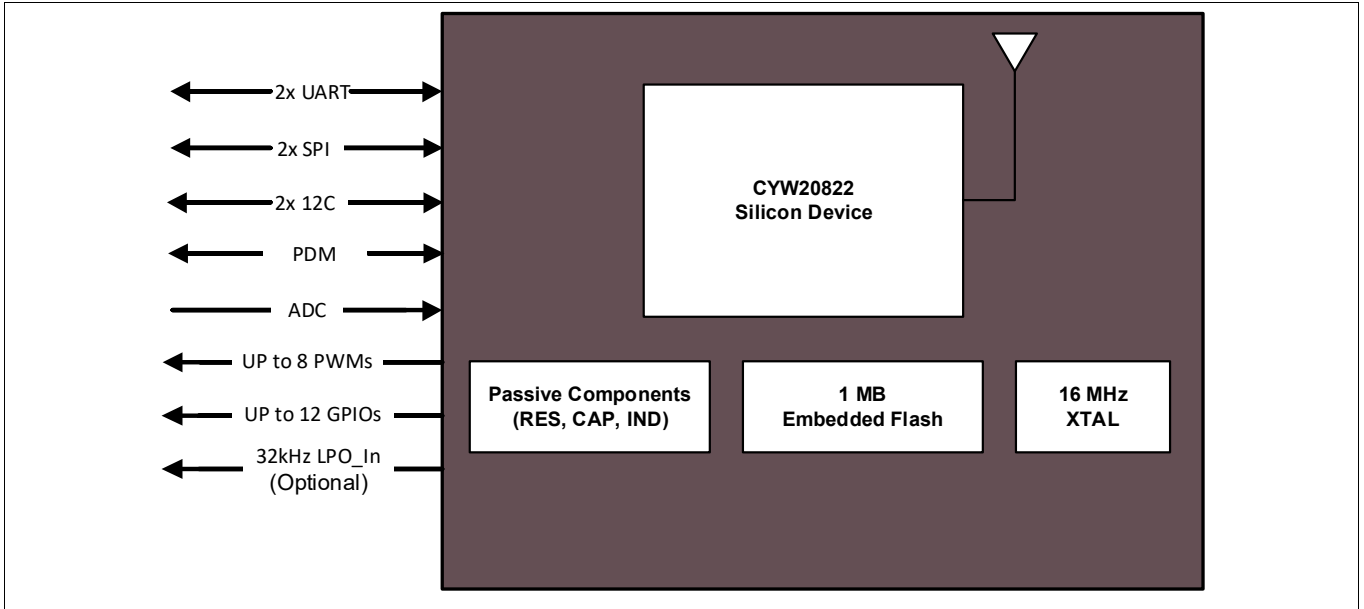 2x UART
2x SPI
2x 12C
PDM
ADC
UP to 8 PWMs
UP to 12 GPIOs
32kHz LPO_In
(Optional)
CYW20822
Silicon Device
Passive Components
(RES, CAP, IND)
1 MB
Embedded Flash
16 MHz
XTAL